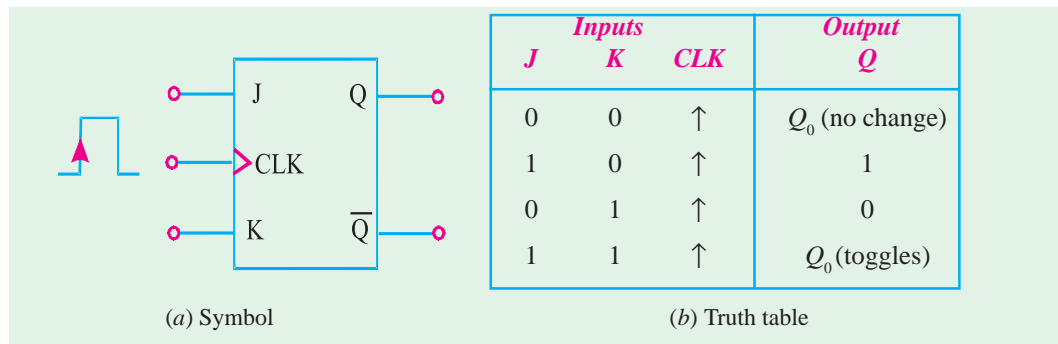 J Q
CLK
K Q̅
(a) Symbol
Inputs Output
J K CLK Q
0 0 ↑ Q₀ (no change)
1 0 ↑ 1
0 1 ↑ 0
1 1 ↑ Q₀ (toggles)
(b) Truth table